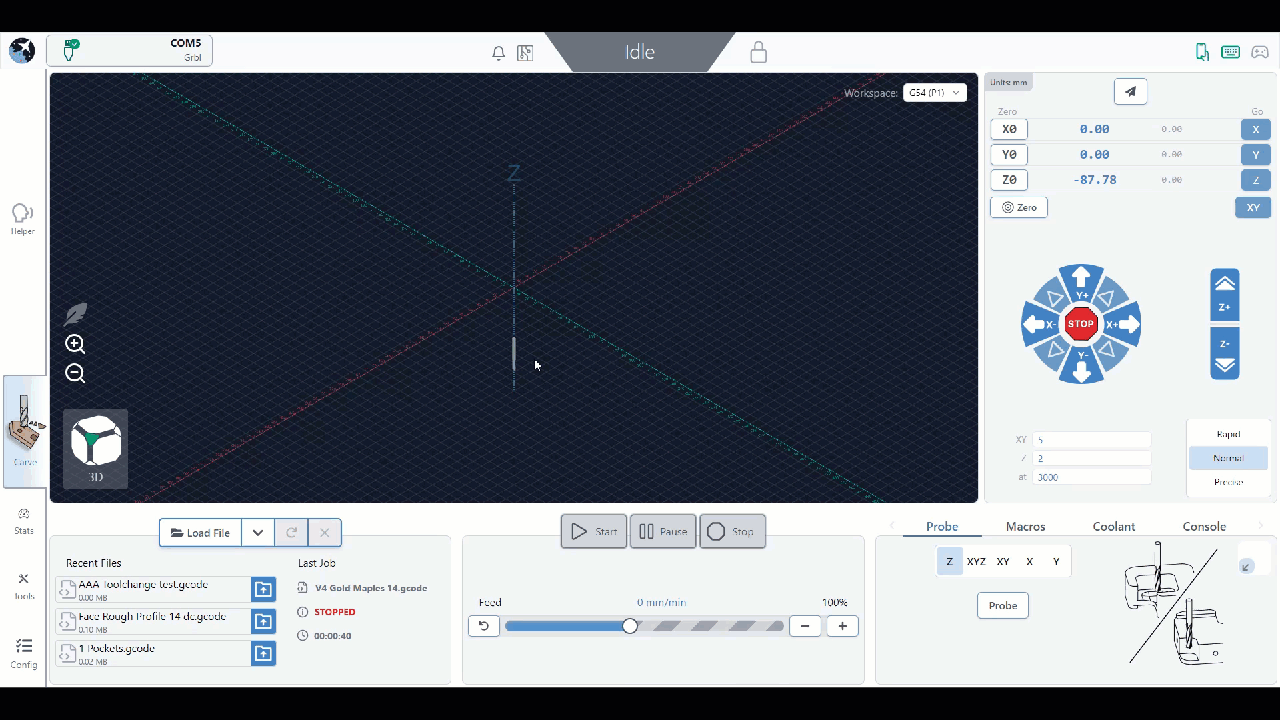 COM5
Grbl
Idle
Workspace: G54 (P1)
Units: mm
Zero
Go
X0 0.00 0.00 X
Y0 0.00 0.00 Y
Z0 -87.78 0.00 Z
Zero
XY
Z
Helper
Y+
X- STOP X+
Y-
Z+
Z-
3D
Carve
XY 5
Z 2
at 3000
Rapid
Normal
Precise
Stats
Tools
Config
Load File
Start
Pause
Stop
Probe
Macros
Coolant
Console
Recent Files
AAA Toolchange test.gcode
0.00 MB
Face Rough Profile 14 dc.gcode
0.10 MB
1 Pockets.gcode
0.02 MB
Last Job
V4 Gold Maples 14.gcode
STOPPED
00:00:40
Feed
0 mm/min
100%
Z XYZ XY X Y
Probe